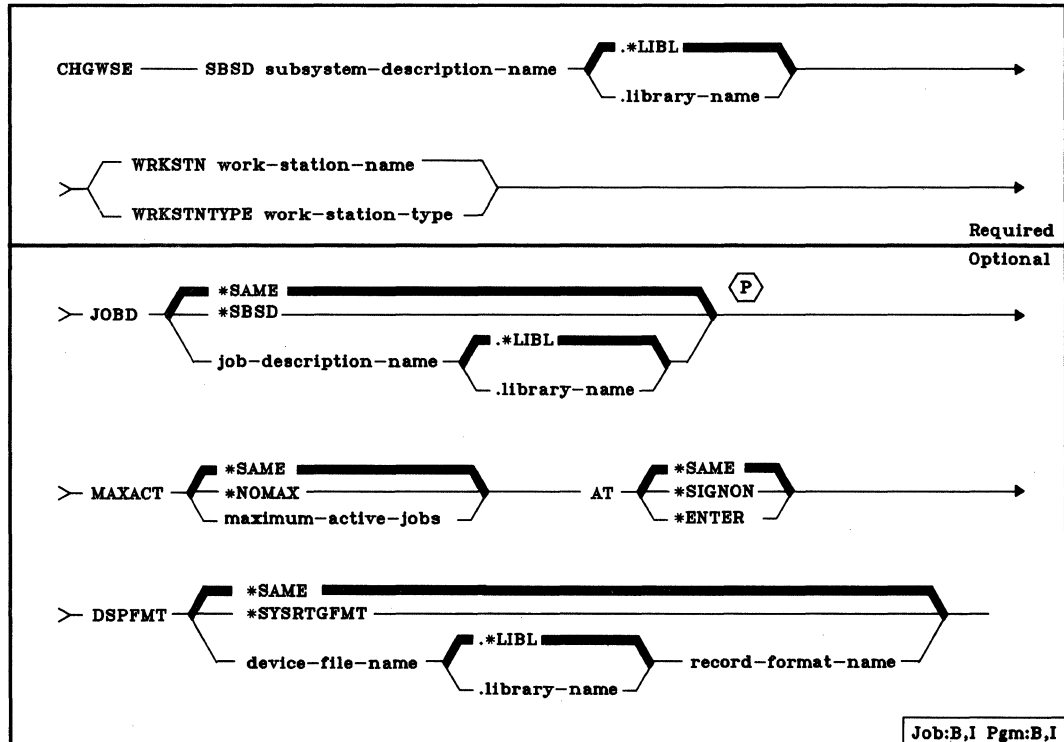 .*LIBL
CHGWSE SBSD subsystem-description-name
.library-name
WRKSTN work-station-name
WRKSTNTYPE work-station-type
Required
Optional
*SAME
P
JOBD *SBSD
.*LIBL
job-description-name
.library-name
*SAME *SAME
MAXACT *NOMAX AT *SIGNON
maximum-active-jobs *ENTER
*SAME
DSPFMT *SYSRTGFMT
.*LIBL
device-file-name record-format-name
.library-name
Job:B,I Pgm:B,I